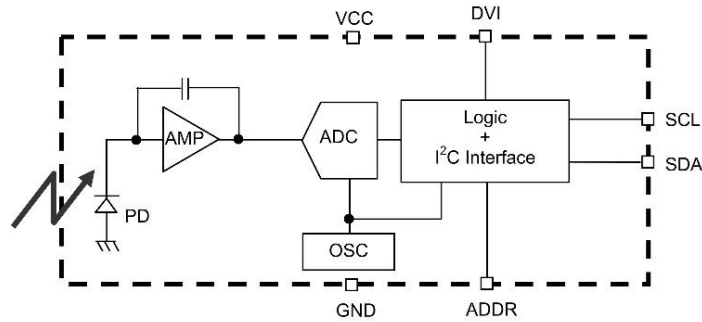 VCC
DVI
AMP
ADC
Logic
+
I²C Interface
SCL
SDA
PD
OSC
GND
ADDR